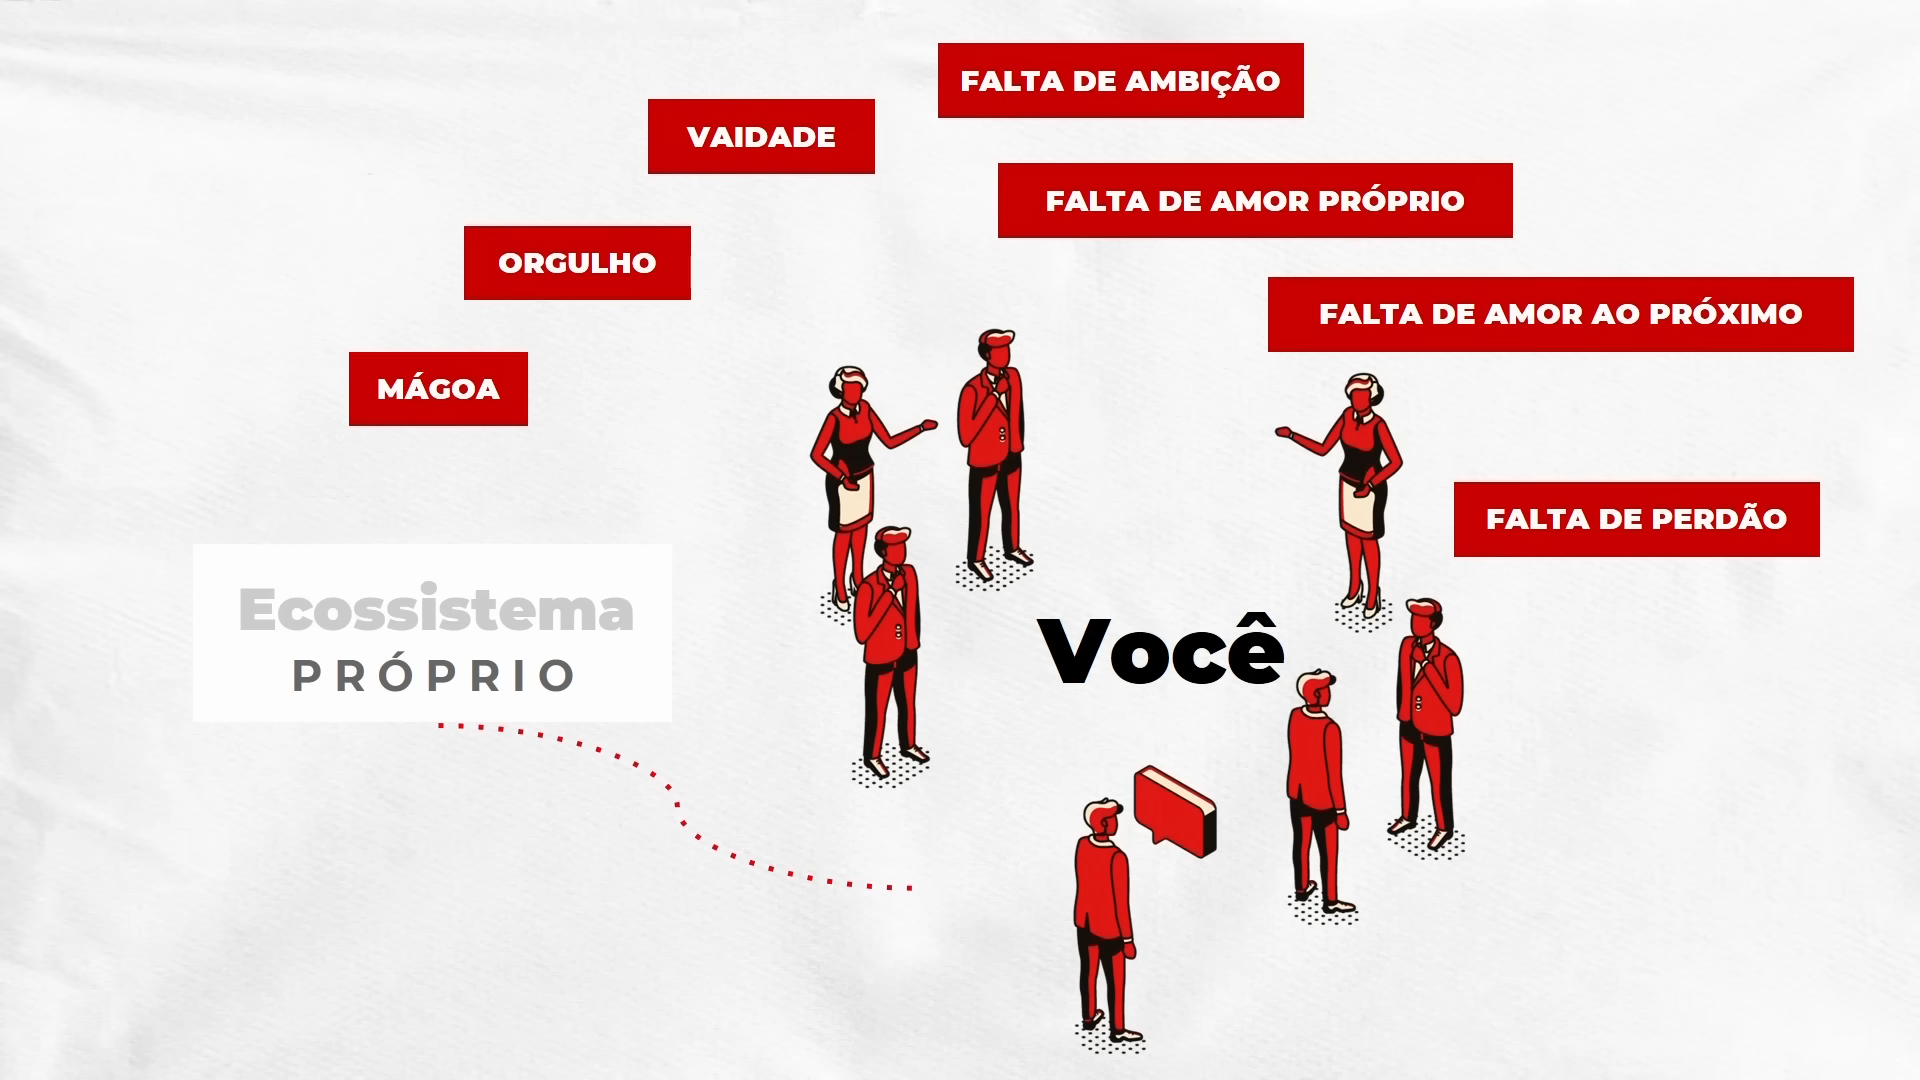 FALTA DE AMBIÇÃO
VAIDADE
FALTA DE AMOR PRÓPRIO
ORGULHO
FALTA DE AMOR AO PRÓXIMO
MÁGOA
FALTA DE PERDÃO
Ecossistema
PRÓPRIO
Você